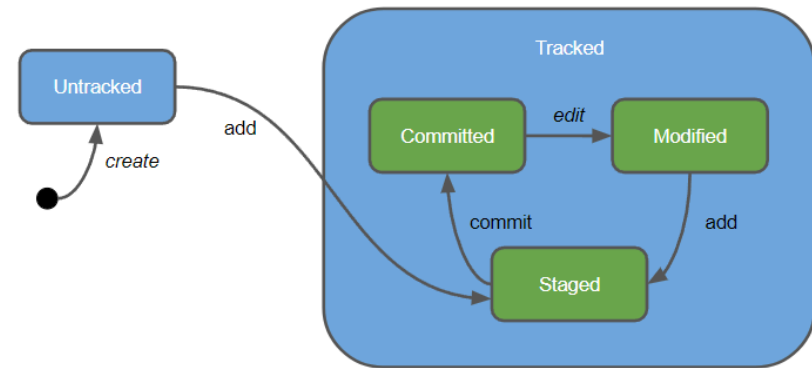 Tracked
Untracked
Committed
edit
Modified
add
create
commit
add
Staged